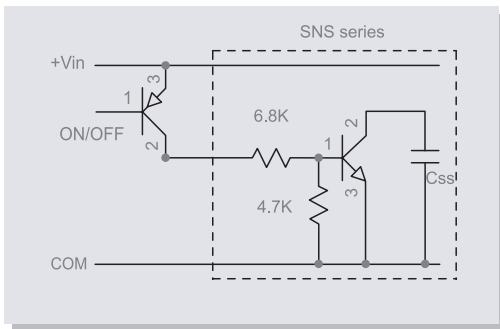 SNS series
+Vin
3
1
ON/OFF
2
6.8K
1
2
3
4.7K
Css
COM